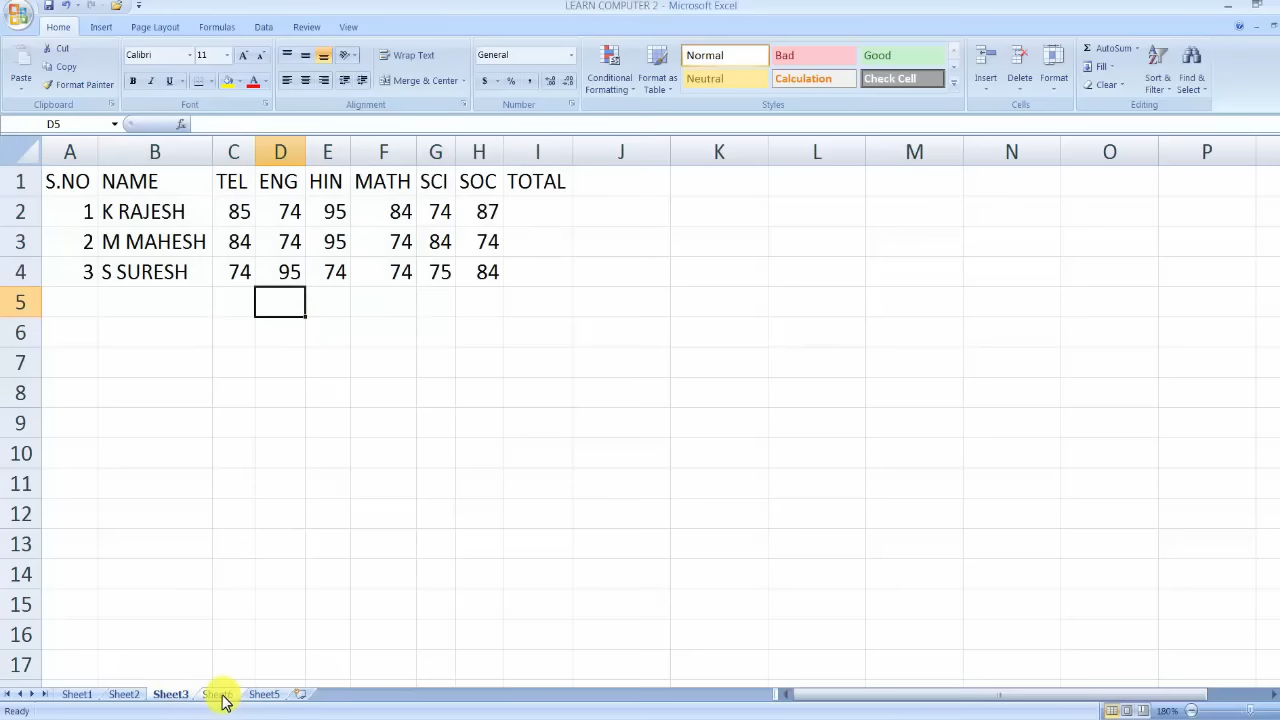 LEARN COMPUTER 2 - Microsoft Excel
Home Insert Page Layout Formulas Data Review View
Cut
Copy
Format Painter
Paste
Clipboard
Calibri 11
B I U
Font
Wrap Text
Merge & Center
Alignment
General
$ % ,
Number
Conditional Formatting
Format as Table
Normal Bad Good
Neutral Calculation Check Cell
Styles
Insert Delete Format
Cells
AutoSum
Fill
Clear
Sort & Filter
Find & Select
Editing
D5 fx
A B C D E F G H I J K L M N O P
1 S.NO NAME TEL ENG HIN MATH SCI SOC TOTAL
2 1 K RAJESH 85 74 95 84 74 87
3 2 M MAHESH 84 74 95 74 84 74
4 3 S SURESH 74 95 74 74 75 84
5
6
7
8
9
10
11
12
13
14
15
16
17
Sheet1 Sheet2 Sheet3 Sheet6 Sheet5
Ready 180%